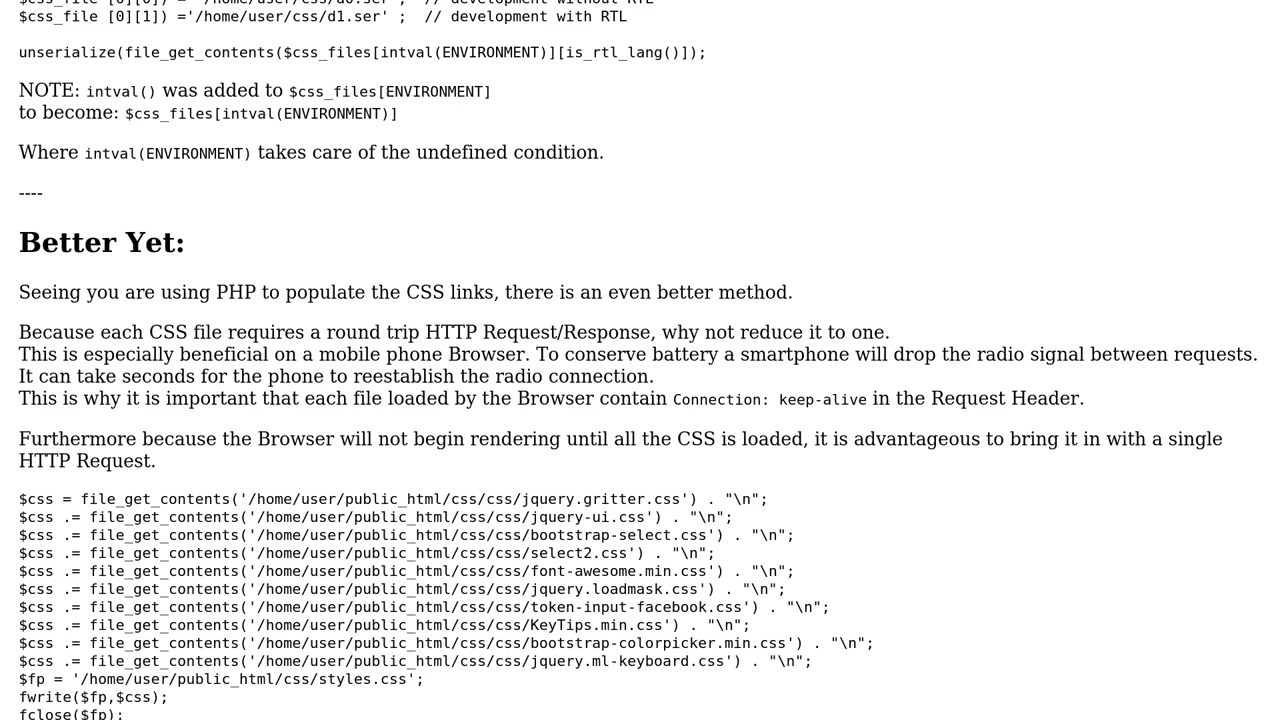 $css_file [0][0]) = '/home/user/css/d0.ser' ;  // development without RTL
$css_file [0][1]) ='/home/user/css/d1.ser' ;  // development with RTL
unserialize(file_get_contents($css_files[intval(ENVIRONMENT)][is_rtl_lang()]);
NOTE: intval() was added to $css_files[ENVIRONMENT]
to become: $css_files[intval(ENVIRONMENT)]
Where intval(ENVIRONMENT) takes care of the undefined condition.
----
Better Yet:
Seeing you are using PHP to populate the CSS links, there is an even better method.
Because each CSS file requires a round trip HTTP Request/Response, why not reduce it to one.
This is especially beneficial on a mobile phone Browser. To conserve battery a smartphone will drop the radio signal between requests.
It can take seconds for the phone to reestablish the radio connection.
This is why it is important that each file loaded by the Browser contain Connection: keep-alive in the Request Header.
Furthermore because the Browser will not begin rendering until all the CSS is loaded, it is advantageous to bring it in with a single
HTTP Request.
$css = file_get_contents('/home/user/public_html/css/css/jquery.gritter.css') . "\n";
$css .= file_get_contents('/home/user/public_html/css/css/jquery-ui.css') . "\n";
$css .= file_get_contents('/home/user/public_html/css/css/bootstrap-select.css') . "\n";
$css .= file_get_contents('/home/user/public_html/css/css/select2.css') . "\n";
$css .= file_get_contents('/home/user/public_html/css/css/font-awesome.min.css') . "\n";
$css .= file_get_contents('/home/user/public_html/css/css/jquery.loadmask.css') . "\n";
$css .= file_get_contents('/home/user/public_html/css/css/token-input-facebook.css') . "\n";
$css .= file_get_contents('/home/user/public_html/css/css/KeyTips.min.css') . "\n";
$css .= file_get_contents('/home/user/public_html/css/css/bootstrap-colorpicker.min.css') . "\n";
$css .= file_get_contents('/home/user/public_html/css/css/jquery.ml-keyboard.css') . "\n";
$fp = '/home/user/public_html/css/styles.css';
fwrite($fp,$css);
fclose($fp);